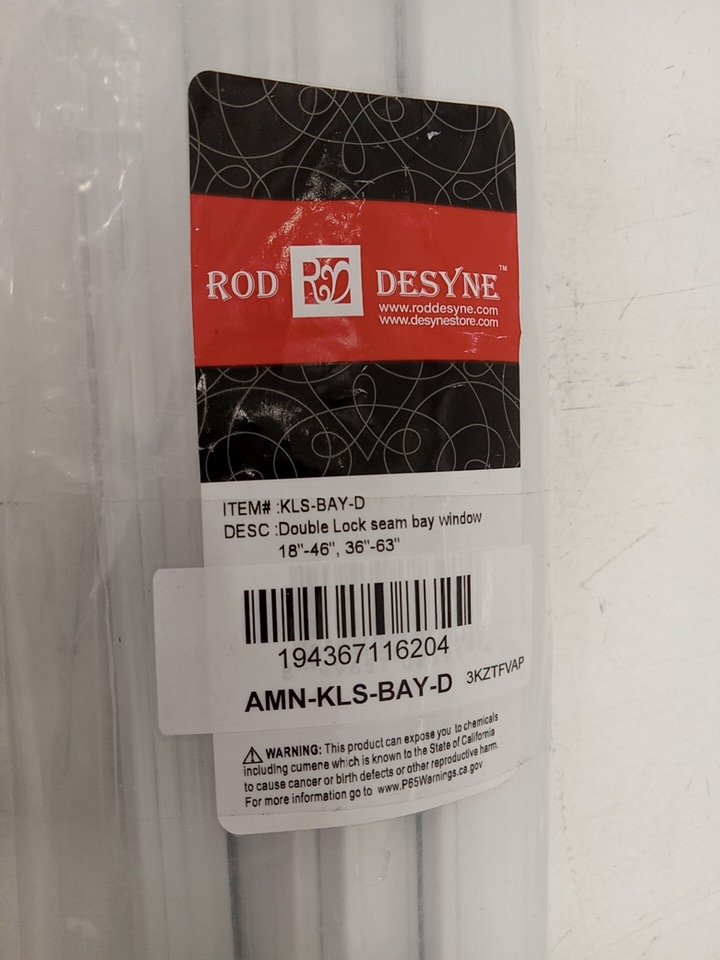 ROD RD DESYNE™
www.roddesyne.com
www.desynestore.com
ITEM# :KLS-BAY-D
DESC :Double Lock seam bay window
18"-46", 36"-63"
194367116204
AMN-KLS-BAY-D 3KZTFVAP
⚠ WARNING: This product can expose you to chemicals
including cumene which is known to the State of California
to cause cancer or birth defects or other reproductive harm.
For more information go to www.P65Warnings.ca.gov